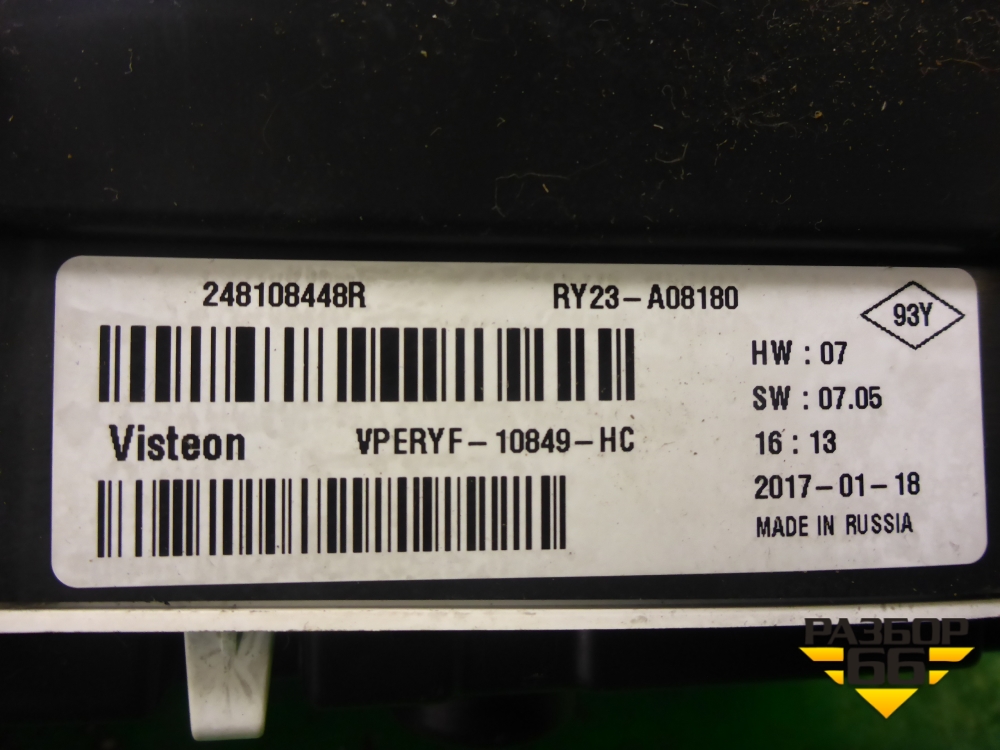 248108448R RY23-A08180
93Y
HW : 07
SW : 07.05
Visteon VPERYF-10849-HC
16 : 13
2017-01-18
MADE IN RUSSIA
РАЗБОР
66